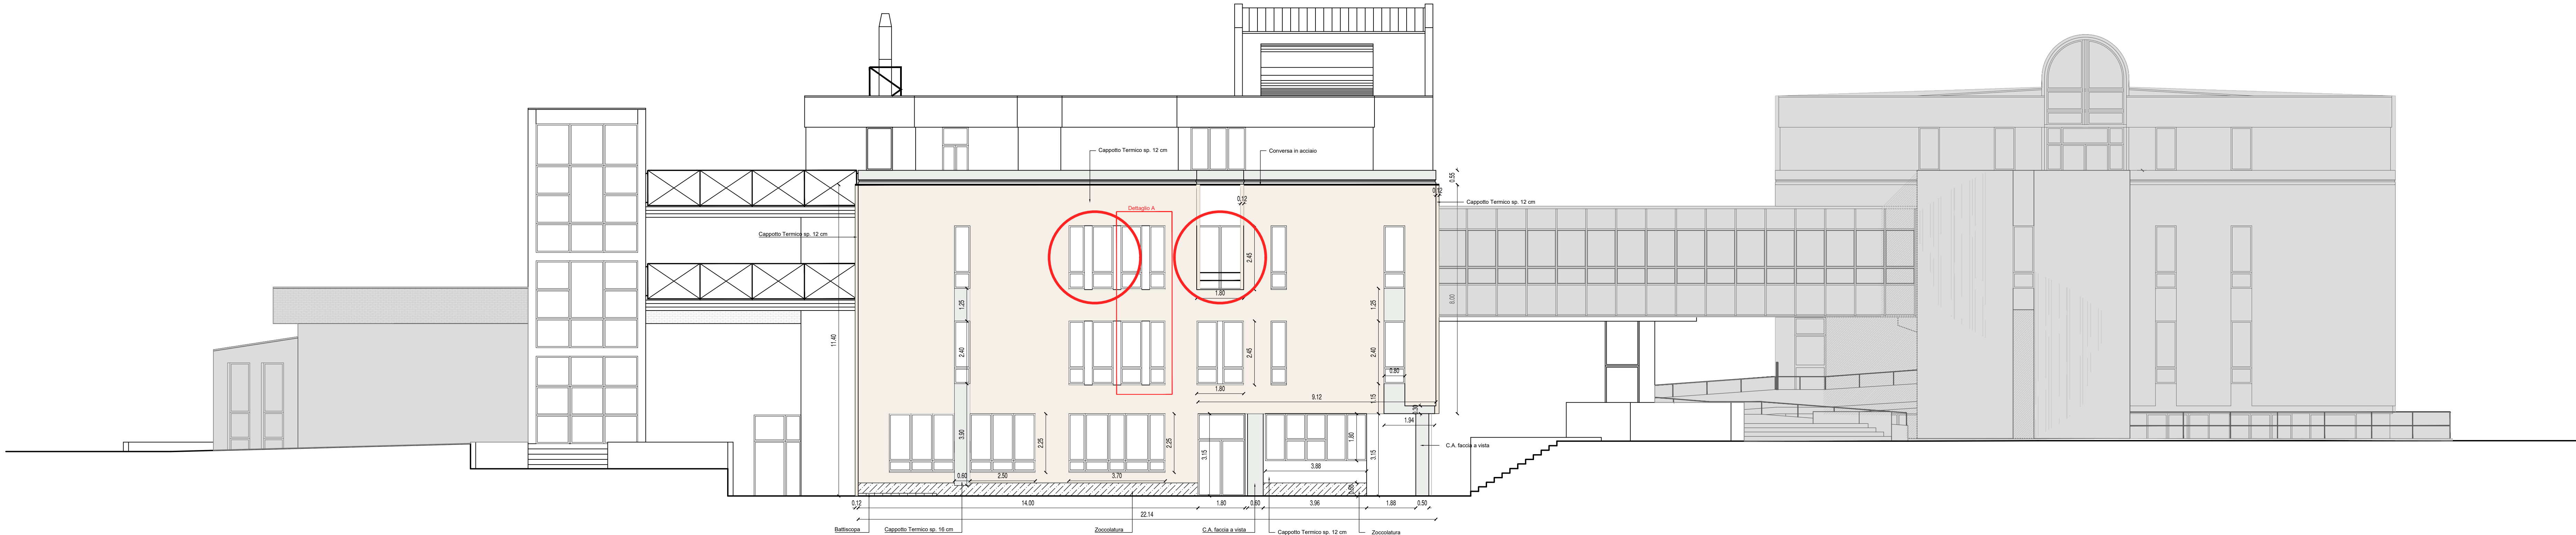 Cappotto Termico sp. 12 cm
Conversa in acciaio
0.55
0.12
0.12
Cappotto Termico sp. 12 cm
Dettaglio A.
Cappotto Termico sp. 12 cm
2.45
1.80
1.25
1.25
11.40
2.40
2.45
2.40
0.80
1.80
9.12
1.15
1.94
3.90
2.25
2.25
3.15
1.80
3.15
C.A. faccia a vista
3.88
0.60
2.50
3.70
0.12
14.00
1.80
0.60
3.96
1.88
0.50
22.14
Battiscopa
Cappotto Termico sp. 16 cm
Zoccolatura
C.A. faccia a vista
Cappotto Termico sp. 12 cm
Zoccolatura